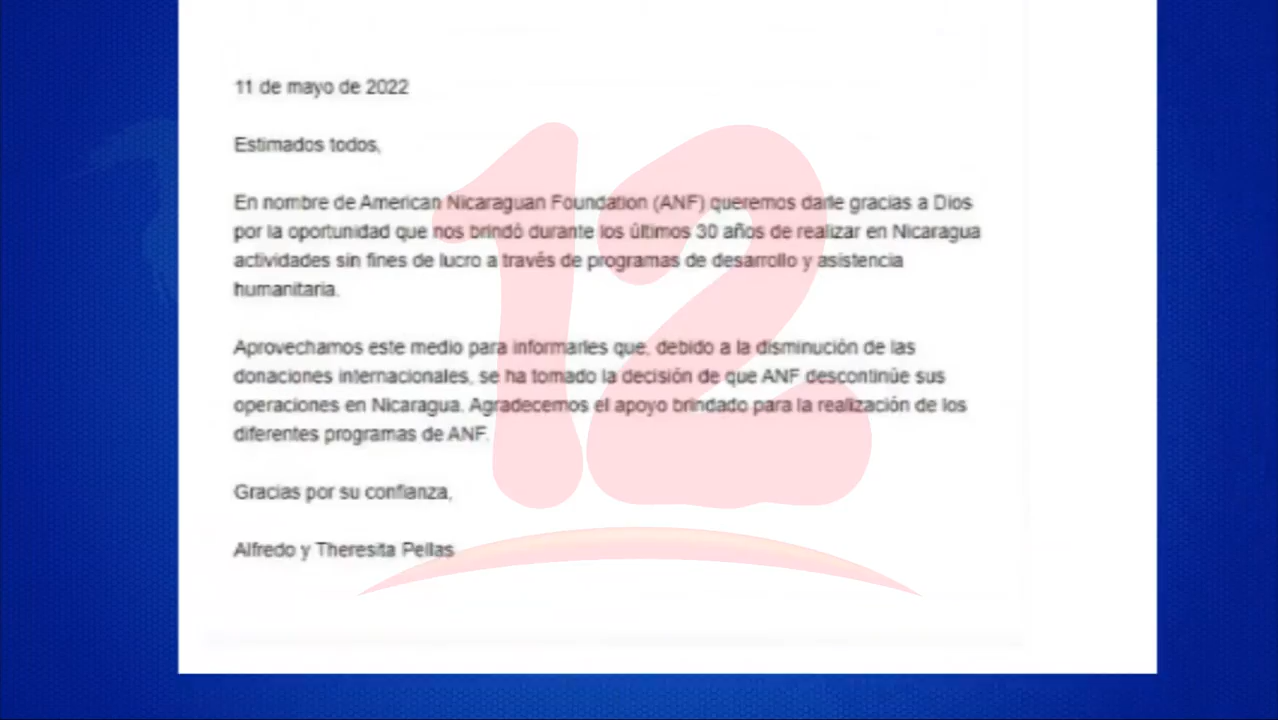 11 de mayo de 2022
Estimados todos,
En nombre de American Nicaraguan Foundation (ANF) queremos darle gracias a Dios
por la oportunidad que nos brindó durante los últimos 30 años de realizar en Nicaragua
actividades sin fines de lucro a través de programas de desarrollo y asistencia
humanitaria.
Aprovechamos este medio para informarles que, debido a la disminución de las
donaciones internacionales, se ha tomado la decisión de que ANF descontinúe sus
operaciones en Nicaragua. Agradecemos el apoyo brindado para la realización de los
diferentes programas de ANF.
Gracias por su confianza,
Alfredo y Theresita Pellas
12